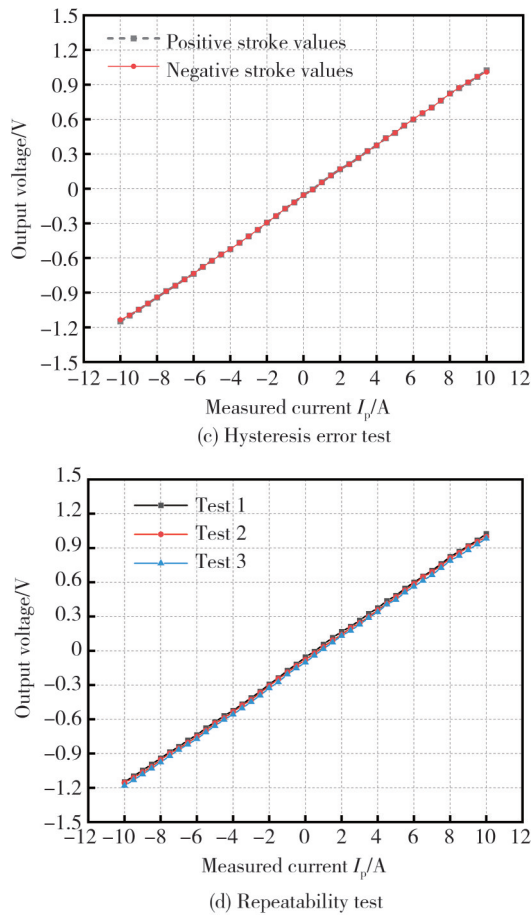 1.5
1.2
0.9
0.6
0.3
0
−0.3
−0.6
−0.9
−1.2
−1.5
Output voltage/V
Positive stroke values
Negative stroke values
−12 −10 −8 −6 −4 −2 0 2 4 6 8 10 12
Measured current Ip/A
(c) Hysteresis error test
1.5
1.2
0.9
0.6
0.3
0
−0.3
−0.6
−0.9
−1.2
−1.5
Output voltage/V
Test 1
Test 2
Test 3
−12 −10 −8 −6 −4 −2 0 2 4 6 8 10 12
Measured current Ip/A
(d) Repeatability test